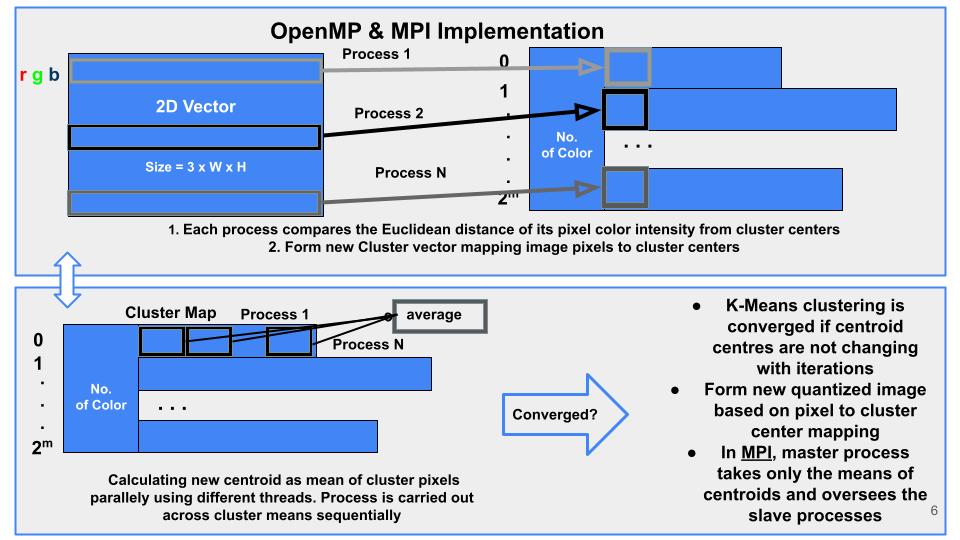 OpenMP & MPI Implementation
r g b
Process 1
2D Vector
Process 2
Size = 3 x W x H
Process N
0
1
.
.
.
.
2ᵐ
No.
of Color
. . .
1. Each process compares the Euclidean distance of its pixel color intensity from cluster centers
2. Form new Cluster vector mapping image pixels to cluster centers
Cluster Map
Process 1
average
Process N
0
1
.
.
.
2ᵐ
No.
of Color
. . .
Calculating new centroid as mean of cluster pixels
parallely using different threads. Process is carried out
across cluster means sequentially
Converged?
● K-Means clustering is
converged if centroid
centres are not changing
with iterations
● Form new quantized image
based on pixel to cluster
center mapping
● In MPI, master process
takes only the means of
centroids and oversees the
slave processes
6